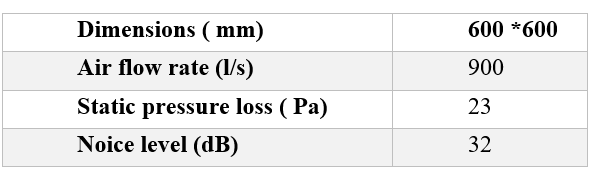 Dimensions ( mm) 600 *600
Air flow rate (l/s) 900
Static pressure loss ( Pa) 23
Noice level (dB) 32